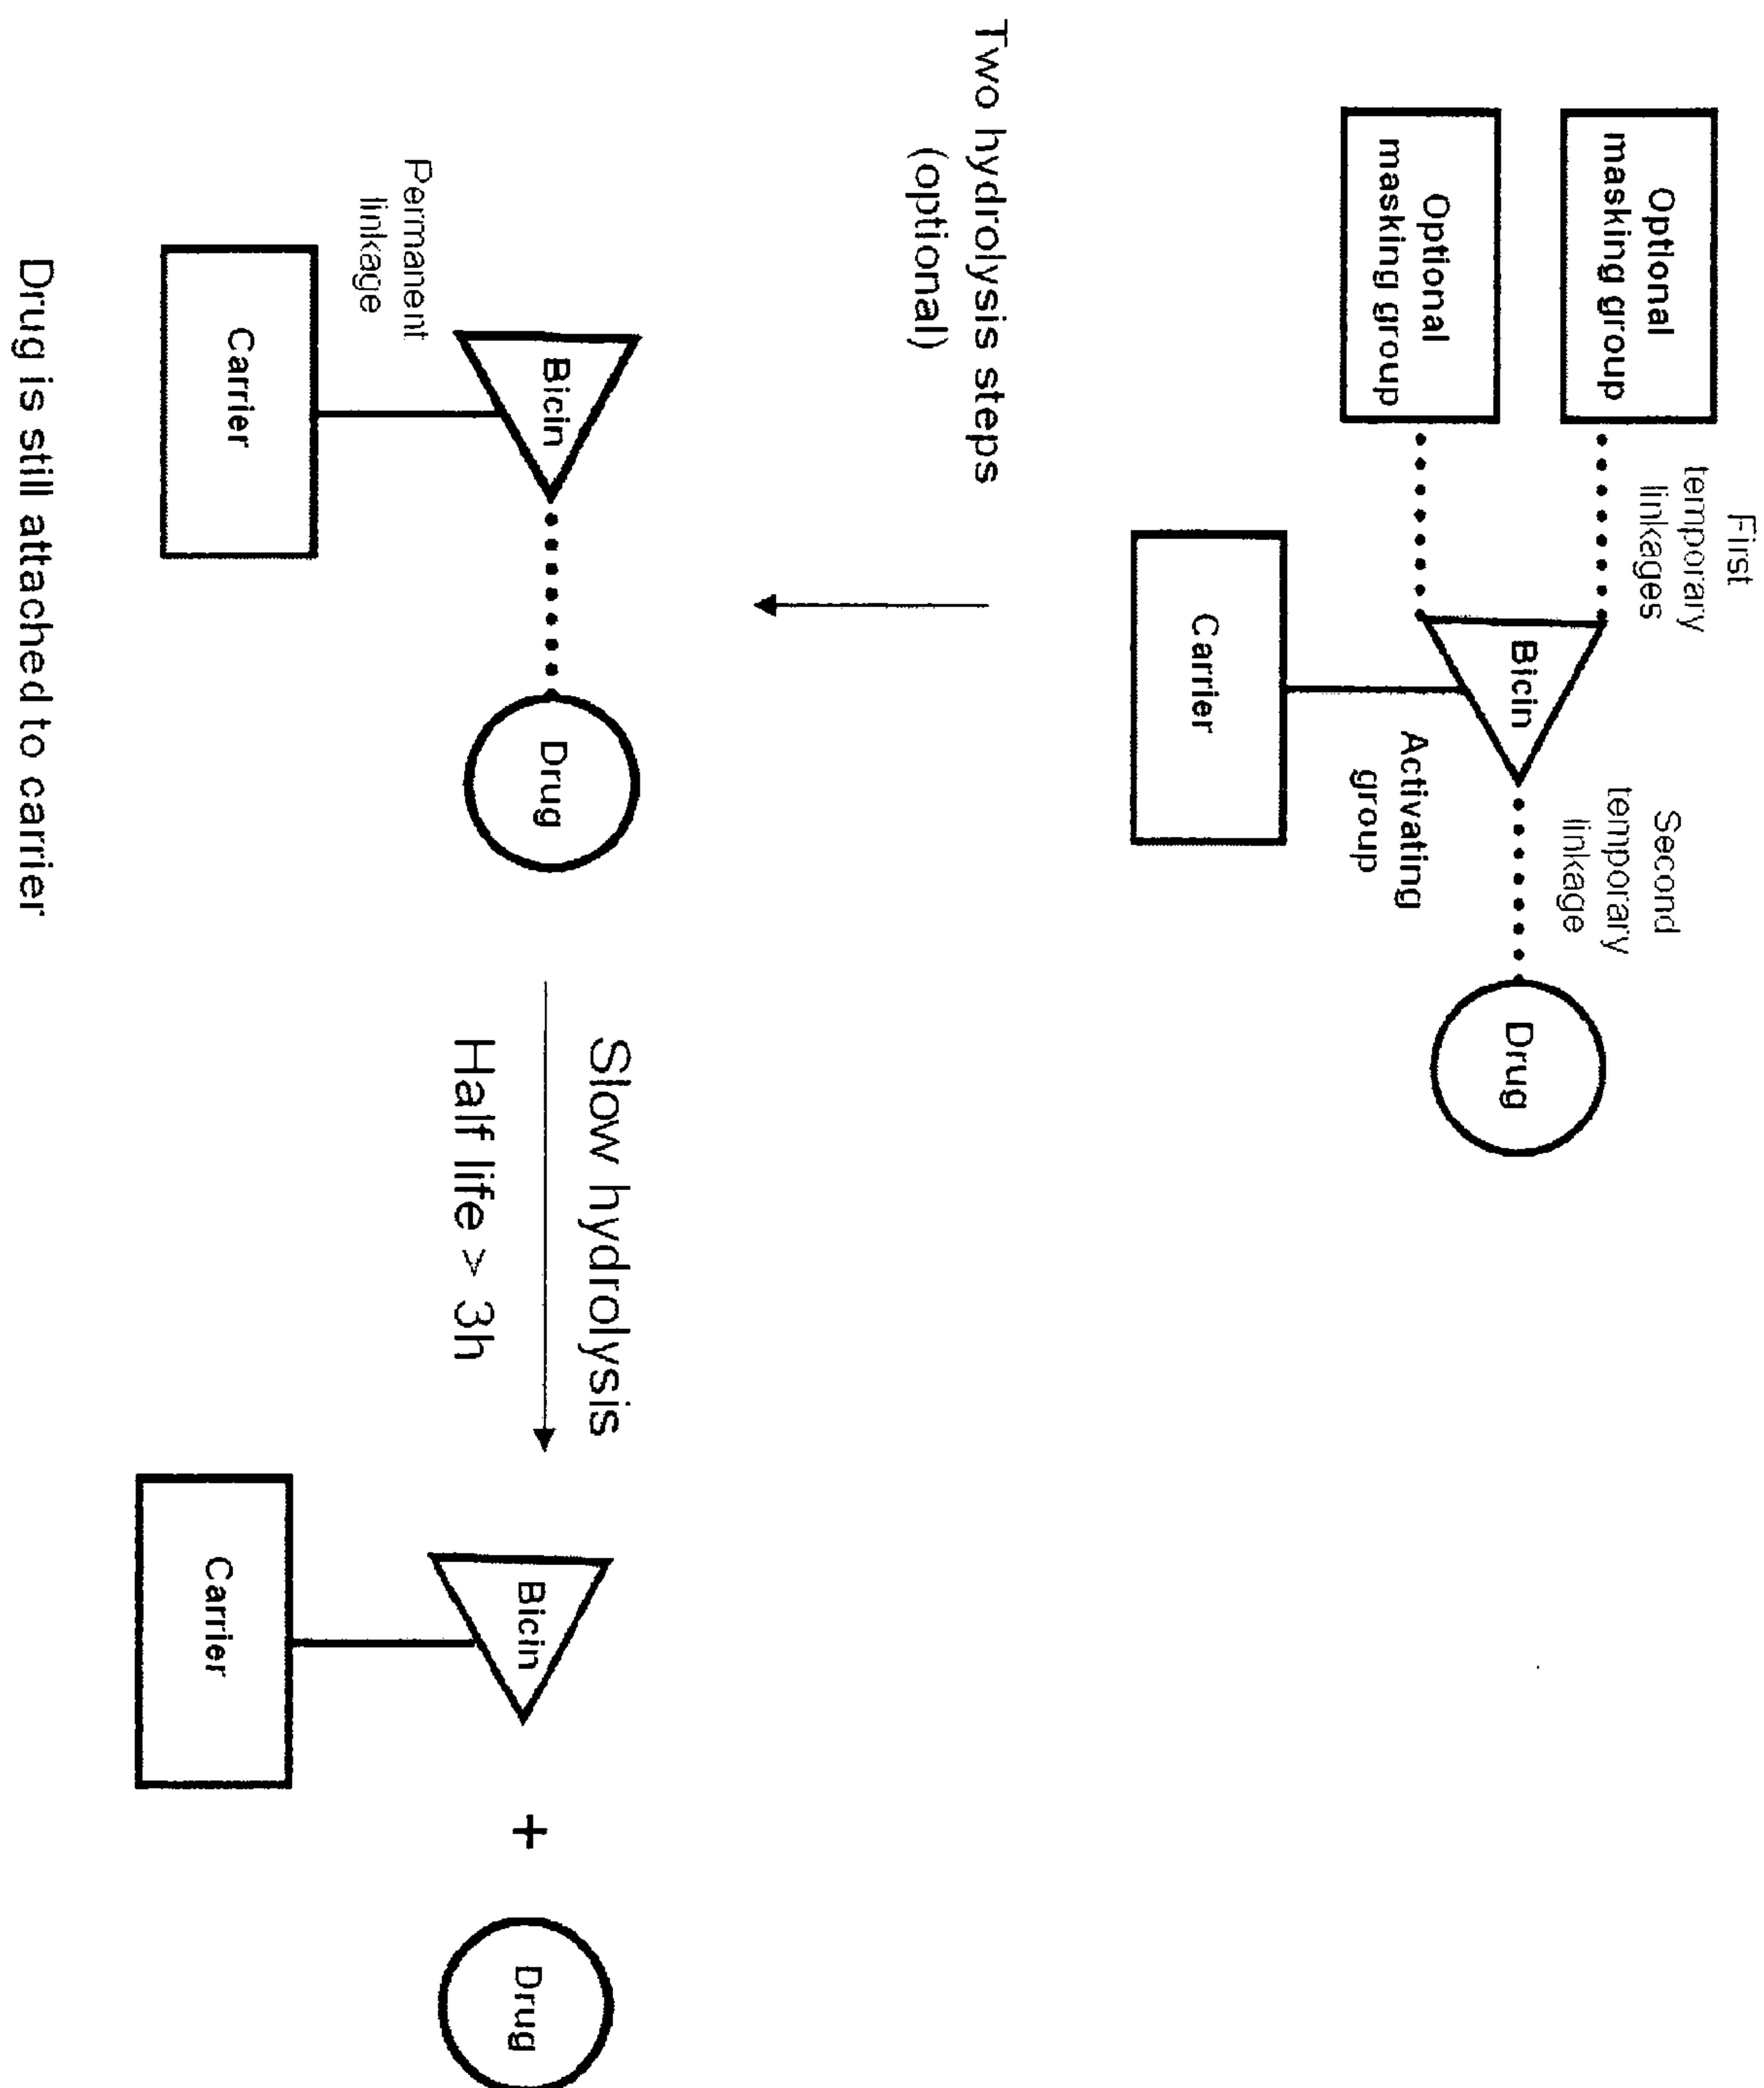 Optional
masking group
Optional
masking group
First
temporary
linkages
Bicin
Second
temporary
linkage
Drug
Activating
group
Carrier
Two hydrolysis steps
(optional)
Bicin
Drug
Permanent
linkage
Carrier
Drug is still attached to carrier
Slow hydrolysis
Half life > 3h
Bicin
+
Drug
Carrier